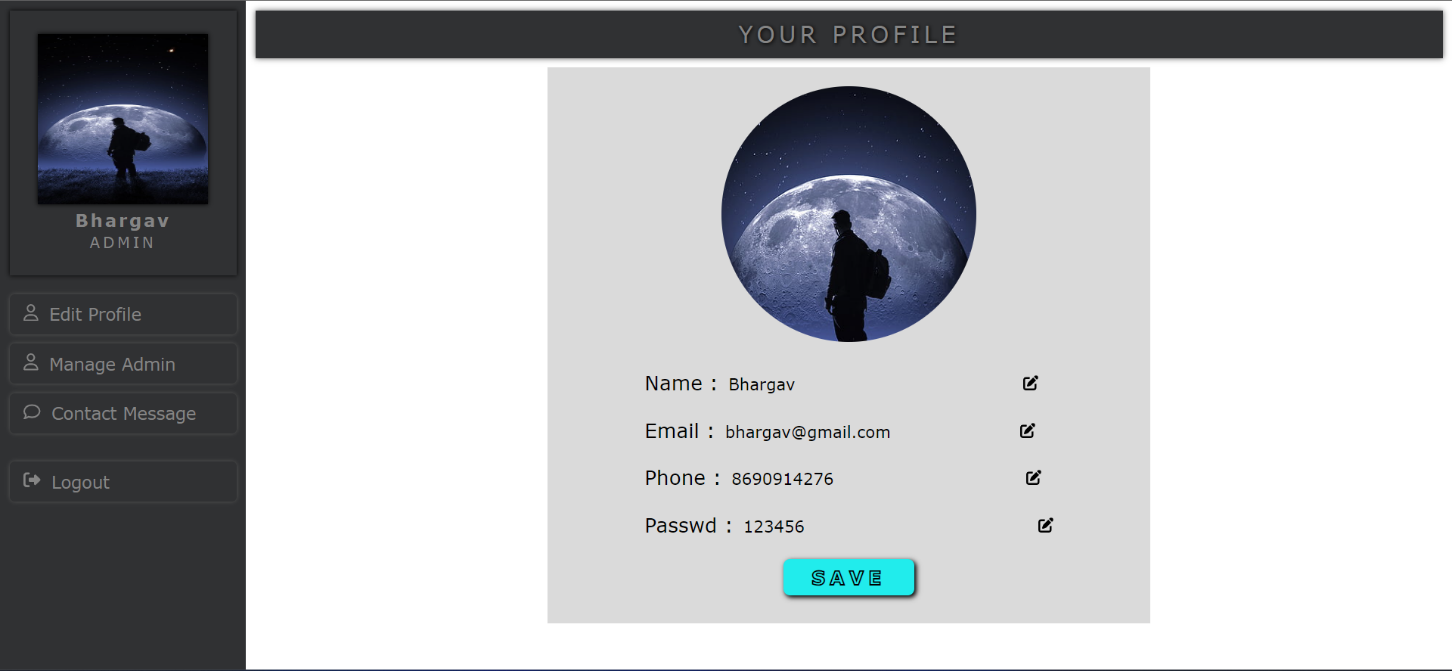 Bhargav
ADMIN
Edit Profile
Manage Admin
Contact Message
Logout
YOUR PROFILE
Name : Bhargav
Email : bhargav@gmail.com
Phone : 8690914276
Passwd : 123456
SAVE